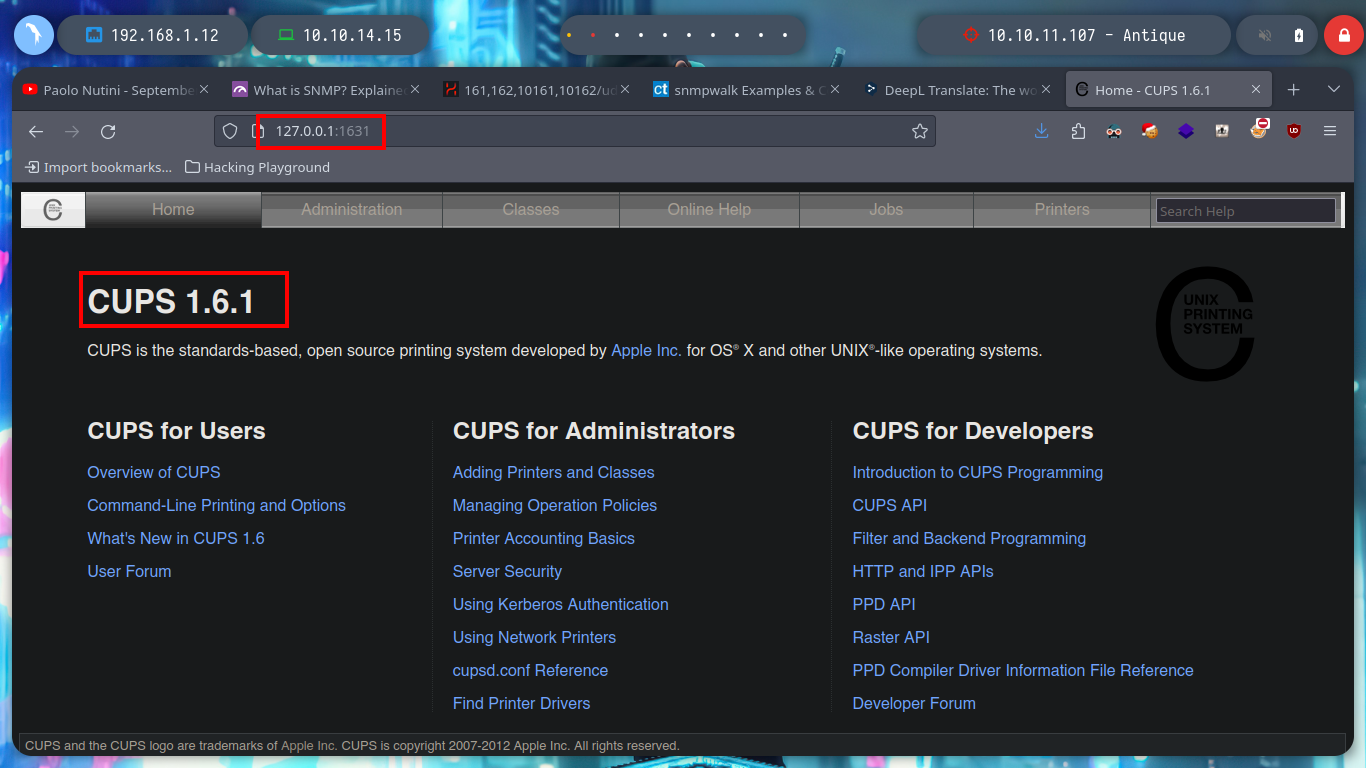 192.168.1.12
10.10.14.15
10.10.11.107 - Antique
Paolo Nutini - Septembe
What is SNMP? Explaine
161,162,10161,10162/ud
snmpwalk Examples & C
DeepL Translate: The wo
Home - CUPS 1.6.1
127.0.0.1:1631
Import bookmarks...
Hacking Playground
Home
Administration
Classes
Online Help
Jobs
Printers
Search Help
CUPS 1.6.1
UNIX
PRINTING
SYSTEM
CUPS is the standards-based, open source printing system developed by Apple Inc. for OS® X and other UNIX®-like operating systems.
CUPS for Users
Overview of CUPS
Command-Line Printing and Options
What's New in CUPS 1.6
User Forum
CUPS for Administrators
Adding Printers and Classes
Managing Operation Policies
Printer Accounting Basics
Server Security
Using Kerberos Authentication
Using Network Printers
cupsd.conf Reference
Find Printer Drivers
CUPS for Developers
Introduction to CUPS Programming
CUPS API
Filter and Backend Programming
HTTP and IPP APIs
PPD API
Raster API
PPD Compiler Driver Information File Reference
Developer Forum
CUPS and the CUPS logo are trademarks of Apple Inc. CUPS is copyright 2007-2012 Apple Inc. All rights reserved.